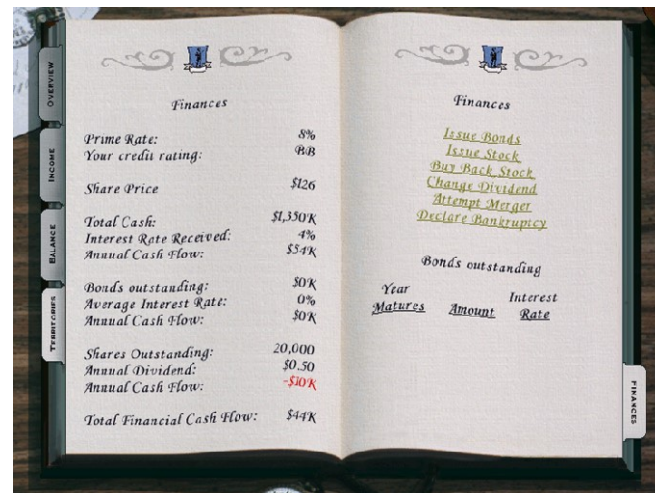 OVERVIEW
INCOME
BALANCE
TERRITORIES
Finances
Prime Rate: 8%
Your credit rating: BB
Share Price $126
Total Cash: $1,350K
Interest Rate Received: 4%
Annual Cash Flow: $54K
Bonds outstanding: $0K
Average Interest Rate: 0%
Annual Cash Flow: $0K
Shares Outstanding: 20,000
Annual Dividend: $0.50
Annual Cash Flow: -$10K
Total Financial Cash Flow: $44K
Finances
Issue Bonds
Issue Stock
Buy Back Stock
Change Dividend
Attempt Merger
Declare Bankruptcy
Bonds outstanding
Year Interest
Matures Amount Rate
FINANCES